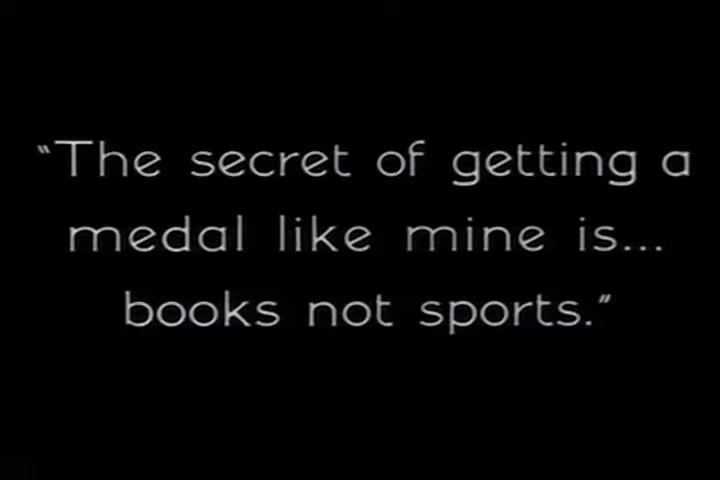 “The secret of getting a
medal like mine is...
books not sports.”